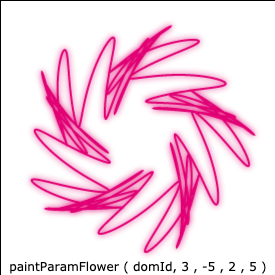 paintParamFlower ( domId, 3 , -5 , 2 , 5 )